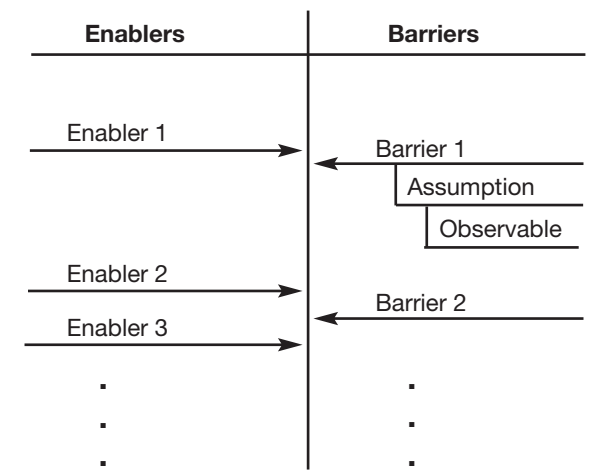 Enablers Barriers
Enabler 1
Barrier 1
Assumption
Observable
Enabler 2
Barrier 2
Enabler 3
. .
. .
. .